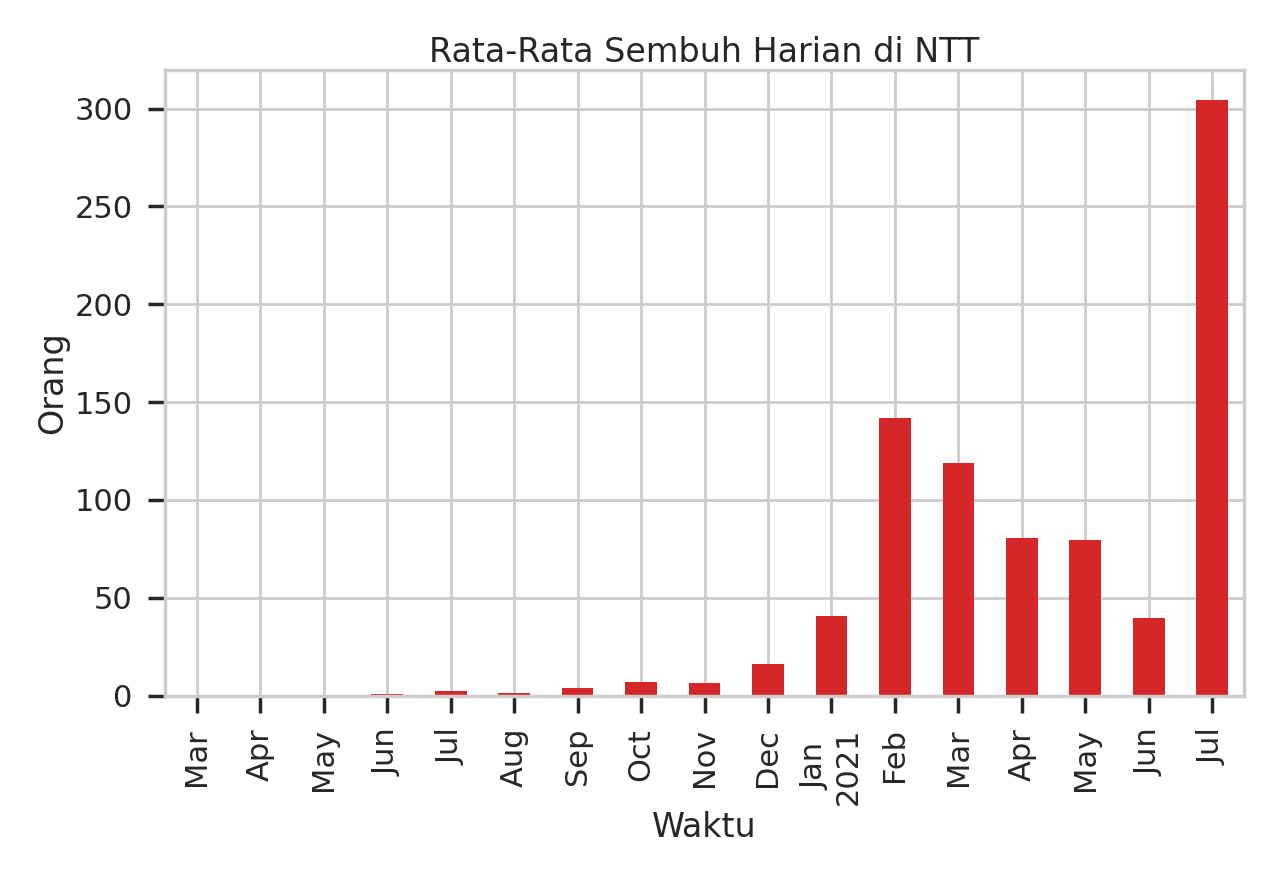 Rata-Rata Sembuh Harian di NTT
Orang
300
250
200
150
100
50
0
Mar
Apr
May
Jun
Jul
Aug
Sep
Oct
Nov
Dec
Jan
2021
Feb
Mar
Apr
May
Jun
Jul
Waktu